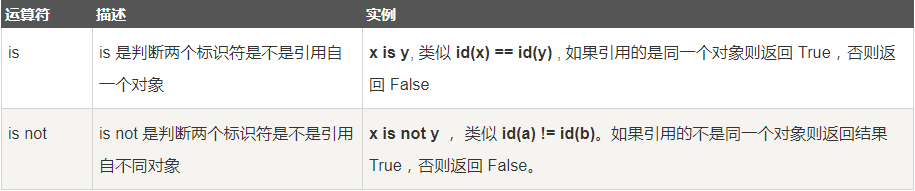 运算符 描述 实例
is is 是判断两个标识符是不是引用自 x is y, 类似 id(x) == id(y) , 如果引用的是同一个对象则返回 True，否则返
一个对象 回 False
is not is not 是判断两个标识符是不是引用 x is not y ， 类似 id(a) != id(b)。如果引用的不是同一个对象则返回结果
自不同对象 True，否则返回 False。